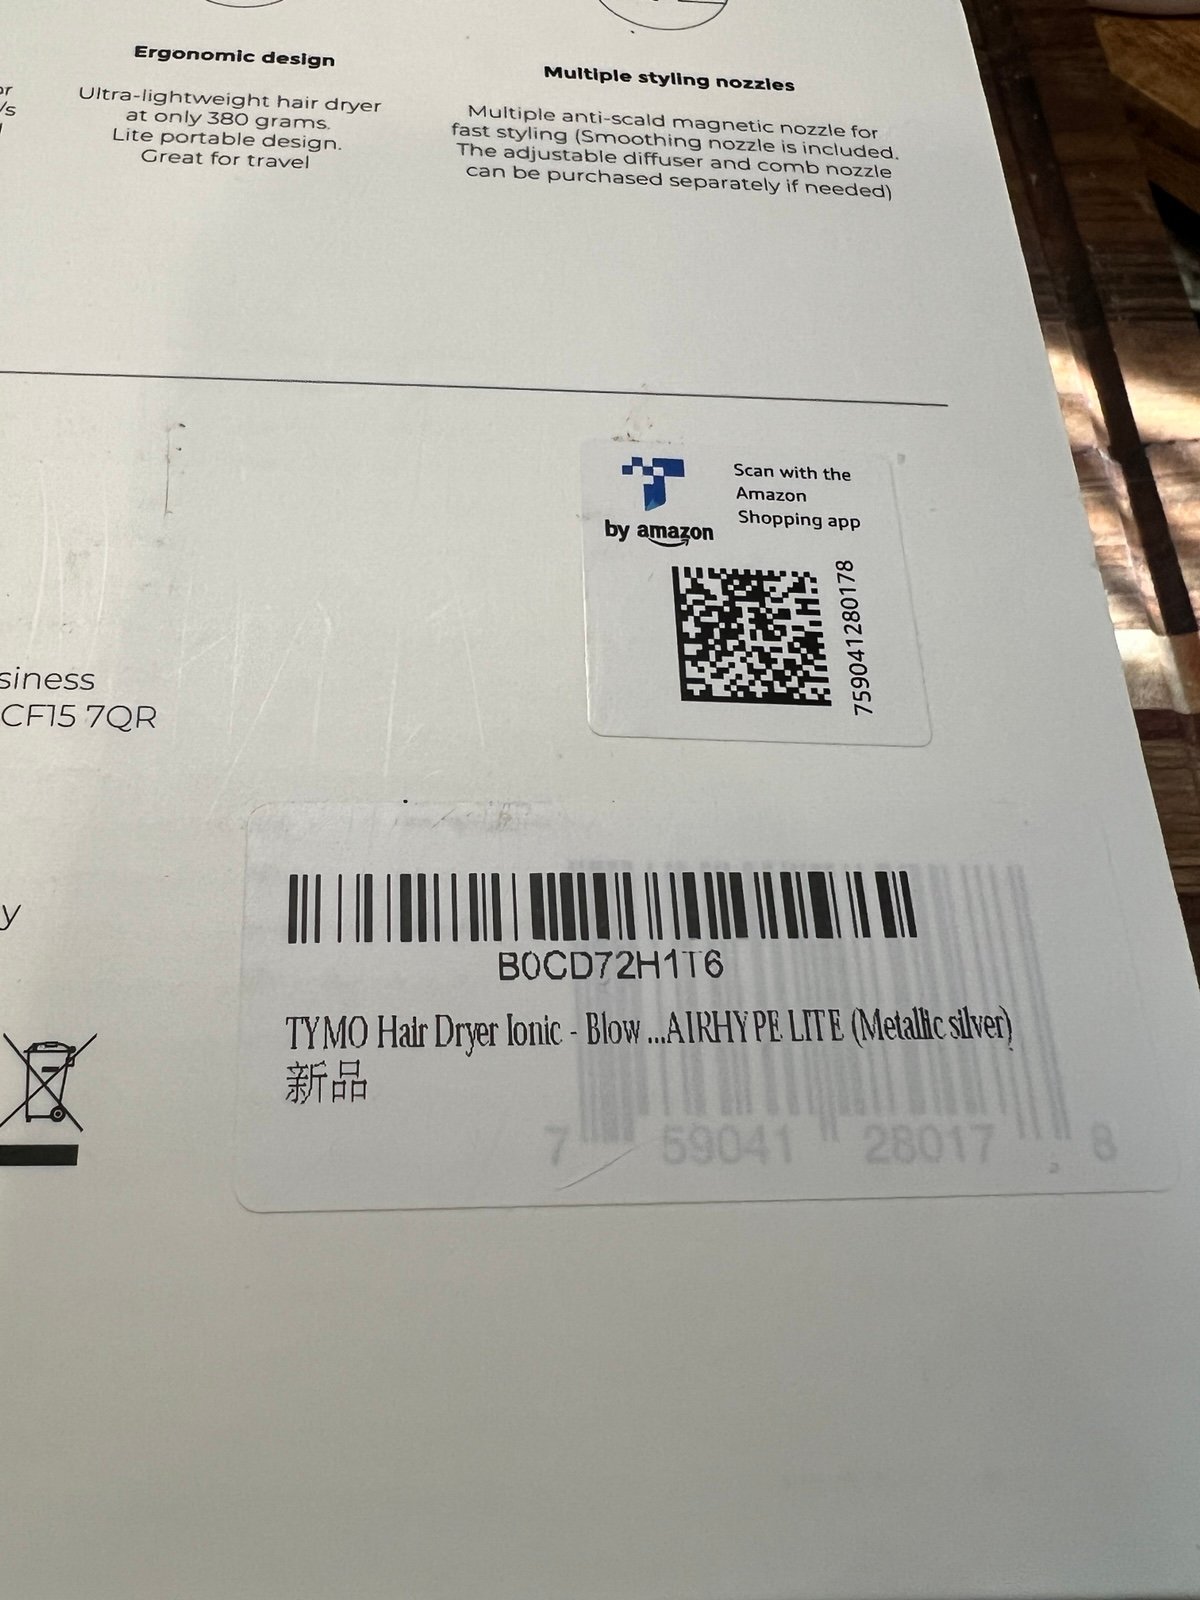 Ergonomic design
Ultra-lightweight hair dryer
at only 380 grams.
Lite portable design.
Great for travel
Multiple styling nozzles
Multiple anti-scald magnetic nozzle for
fast styling (Smoothing nozzle is included.
The adjustable diffuser and comb nozzle
can be purchased separately if needed)
by amazon
Scan with the
Amazon
Shopping app
759041280178
CF15 7QR
B0CD72H1T6
TYMO Hair Dryer Ionic - Blow ...AIRHYPE LITE (Metallic silver)
新品
7 59041 28017 8